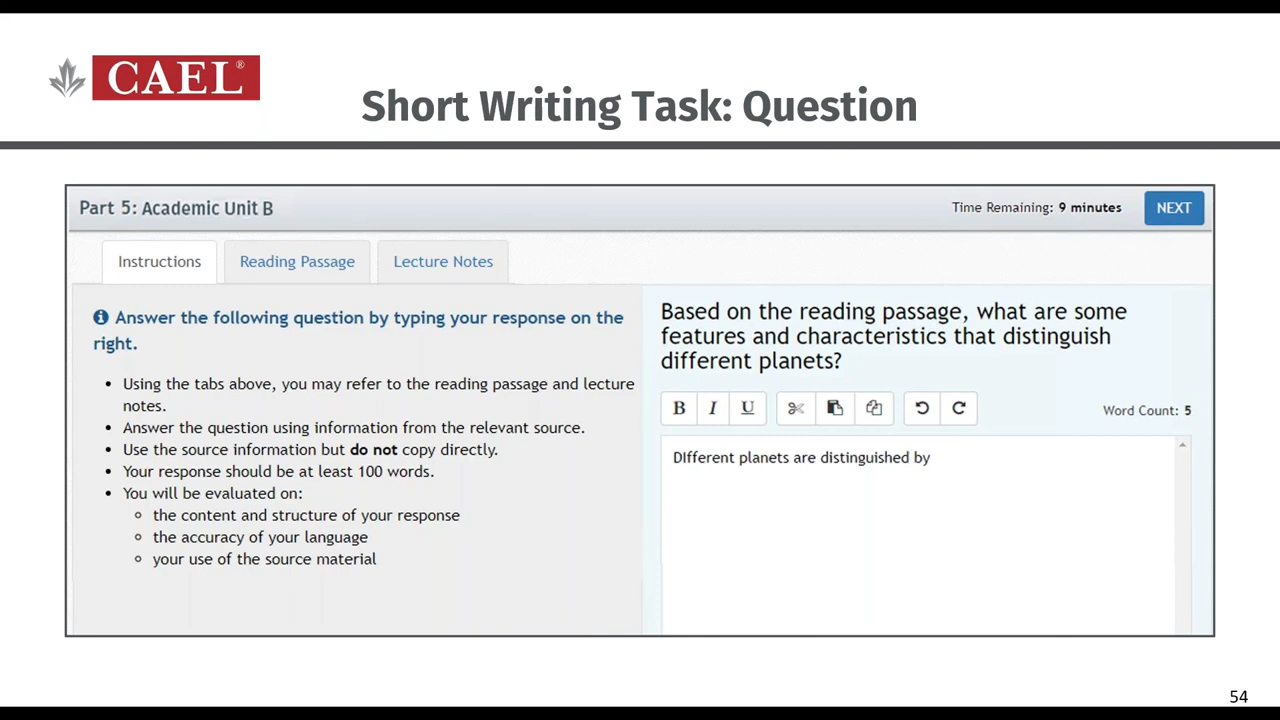 CAEL®
Short Writing Task: Question
Part 5: Academic Unit B
Time Remaining: 9 minutes
NEXT
Instructions
Reading Passage
Lecture Notes
Answer the following question by typing your response on the
right.
• Using the tabs above, you may refer to the reading passage and lecture
notes.
• Answer the question using information from the relevant source.
• Use the source information but do not copy directly.
• Your response should be at least 100 words.
• You will be evaluated on:
the content and structure of your response
the accuracy of your language
your use of the source material
Based on the reading passage, what are some
features and characteristics that distinguish
different planets?
B I U
Word Count: 5
DIfferent planets are distinguished by
54